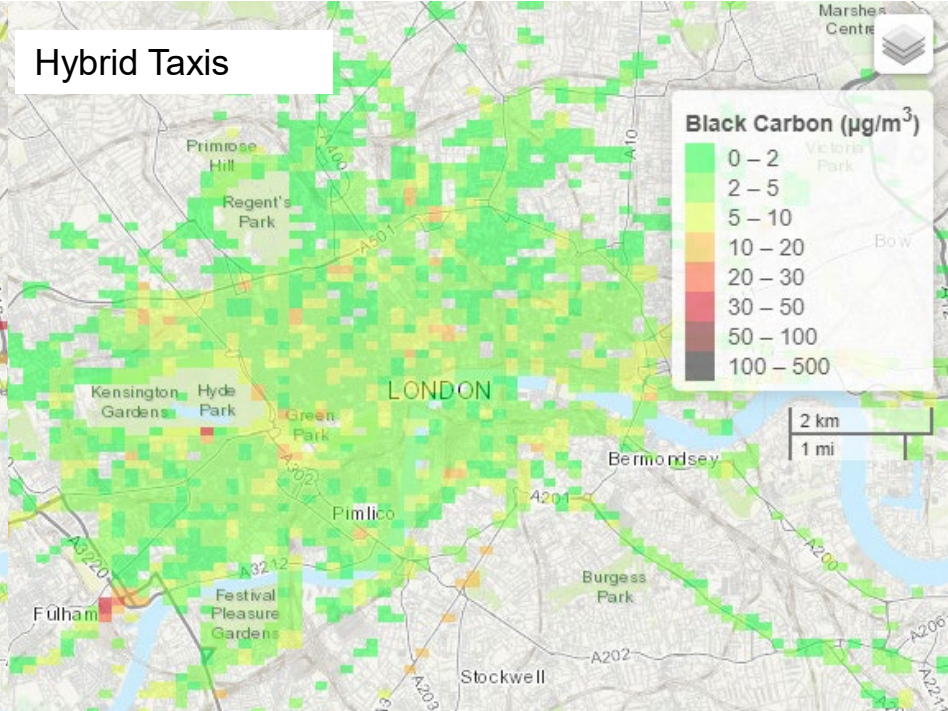 Hybrid Taxis
Marshes
Centre
Black Carbon (µg/m³)
0 – 2
2 – 5
5 – 10
10 – 20
20 – 30
30 – 50
50 – 100
100 – 500
Victoria
Park
Bow
A10
Primrose
Hill
A400
Regent's
Park
A501
Kensington
Gardens
Hyde
Park
LONDON
Green
Park
2 km
1 mi
Bermondsey
A302
A201
Pimlico
A3220
A3212
A200
Fulham
Festival
Pleasure
Gardens
Burgess
Park
A206
A202
Stockwell
A203